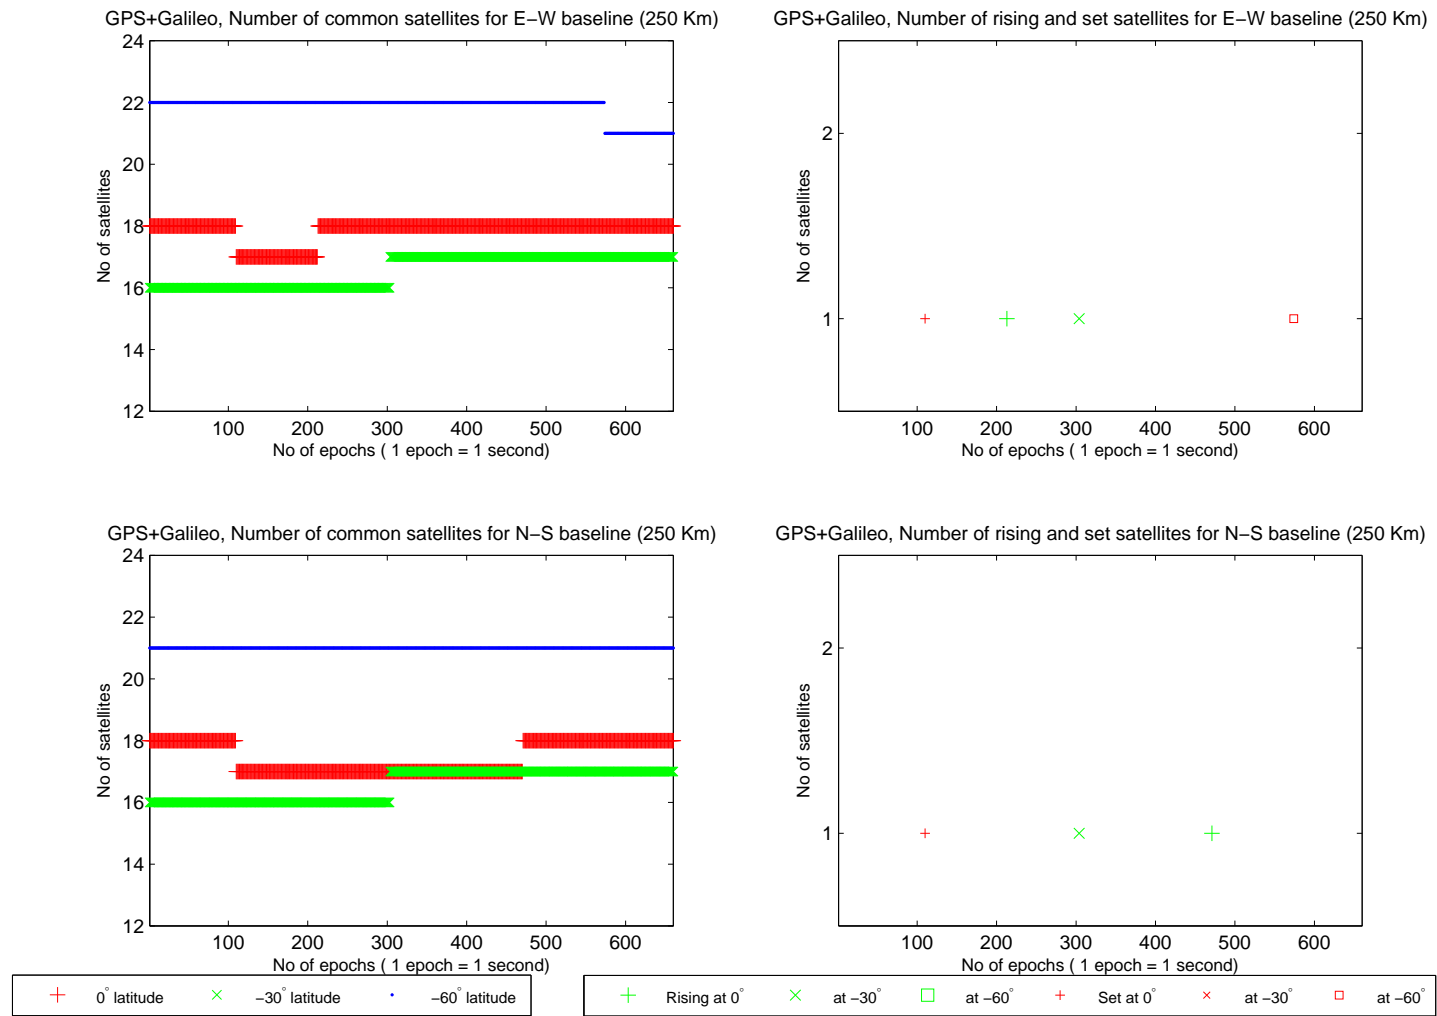 GPS+Galileo, Number of common satellites for E−W baseline (250 Km)
24
22
20
18
16
14
12
No of satellites
100 200 300 400 500 600
No of epochs ( 1 epoch = 1 second)
GPS+Galileo, Number of rising and set satellites for E−W baseline (250 Km)
2
1
No of satellites
100 200 300 400 500 600
No of epochs ( 1 epoch = 1 second)
GPS+Galileo, Number of common satellites for N−S baseline (250 Km)
24
22
20
18
16
14
12
No of satellites
100 200 300 400 500 600
No of epochs ( 1 epoch = 1 second)
GPS+Galileo, Number of rising and set satellites for N−S baseline (250 Km)
2
1
No of satellites
100 200 300 400 500 600
No of epochs ( 1 epoch = 1 second)
0° latitude −30° latitude −60° latitude
Rising at 0° at −30° at −60° Set at 0° at −30° at −60°